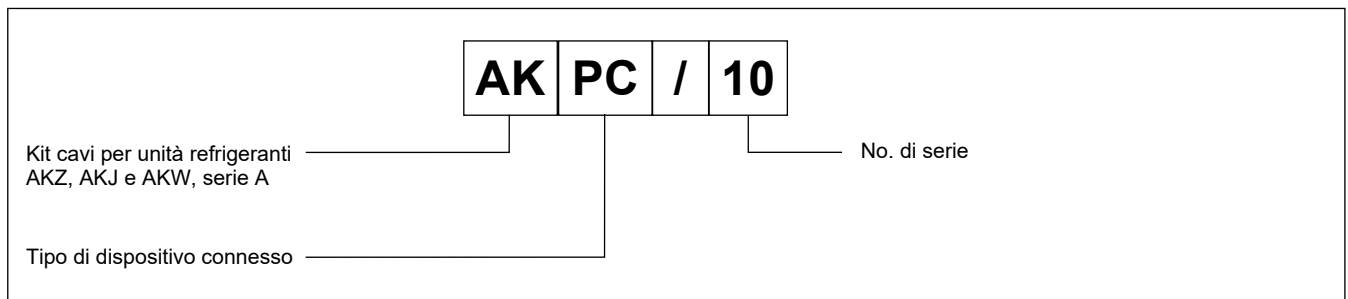 AK PC / 10
Kit cavi per unità refrigeranti
AKZ, AKJ e AKW, serie A
No. di serie
Tipo di dispositivo connesso